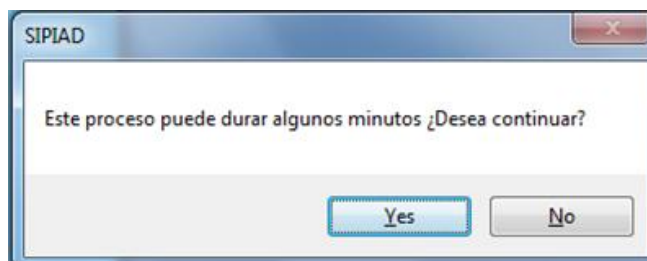 SIPIAD
Este proceso puede durar algunos minutos ¿Desea continuar?
Yes No